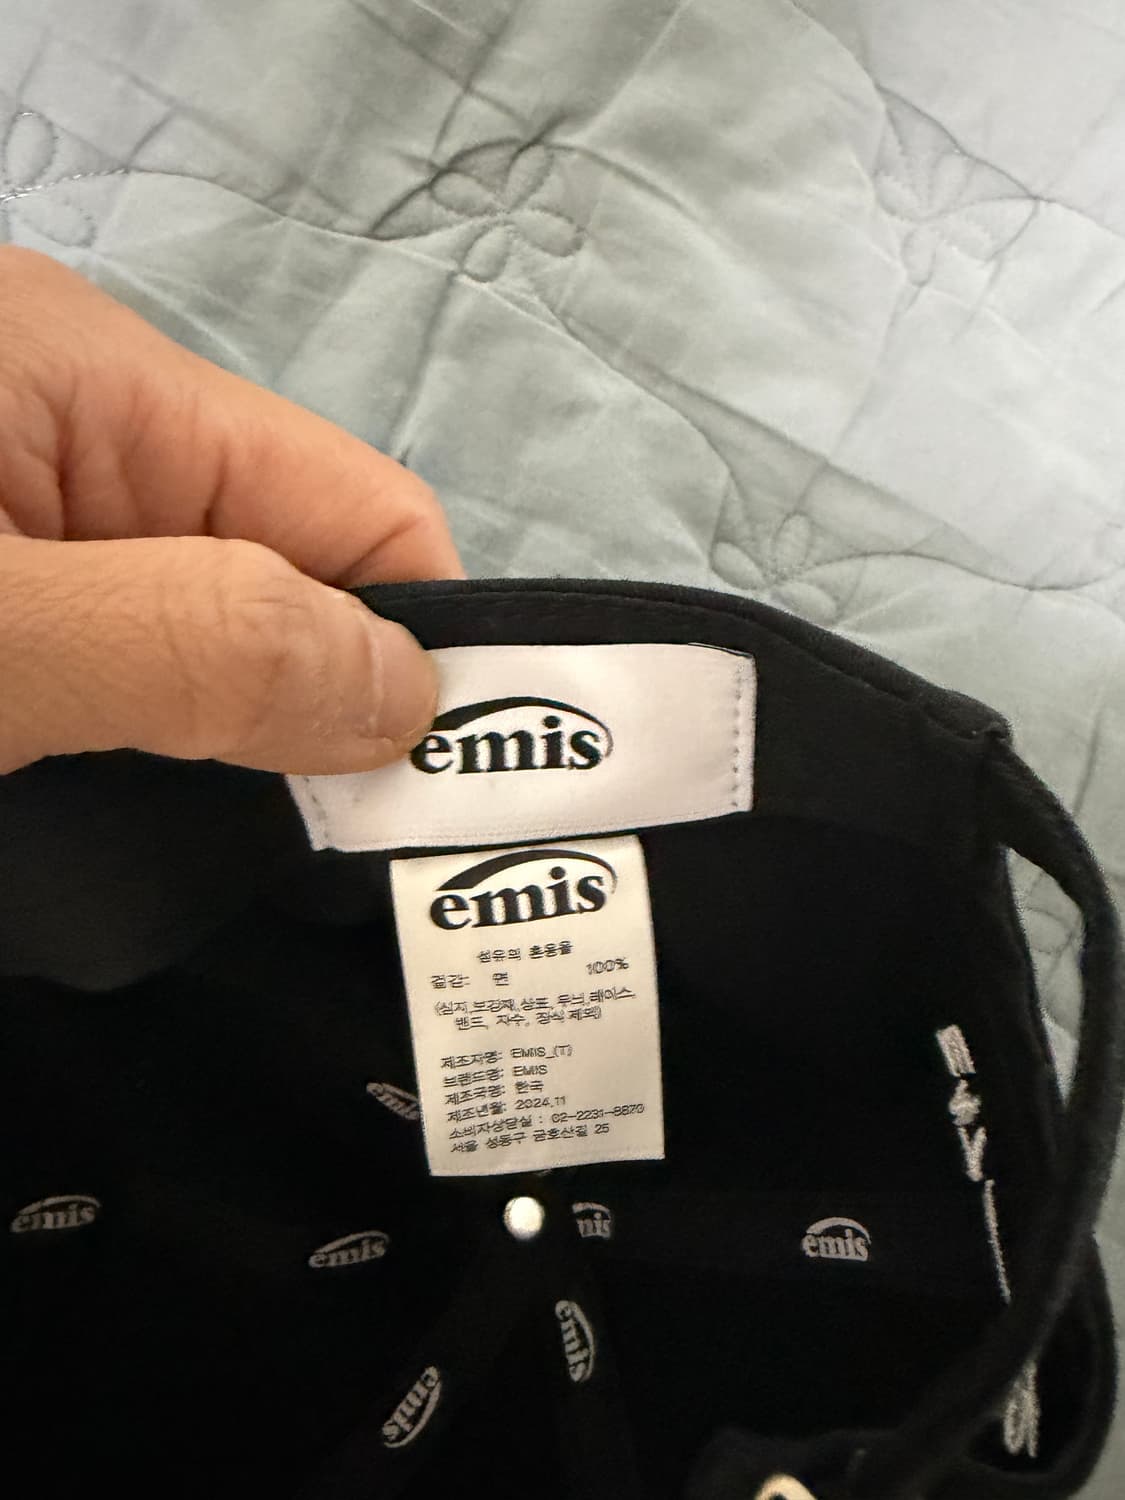 emis
emis
섬유의 혼용율
겉감: 면 100%
(심지,보강재,상표, 무늬,레이스,
밴드, 자수, 장식 제외)
제조자명: EMIS_(T)
브랜드명: EMIS
제조국명: 한국
제조년월: 2024.11
소비자상담실 : 02-2231-8870
서울 성동구 금호산길 25
emis
emis
emis
mis
emis
emis
emis